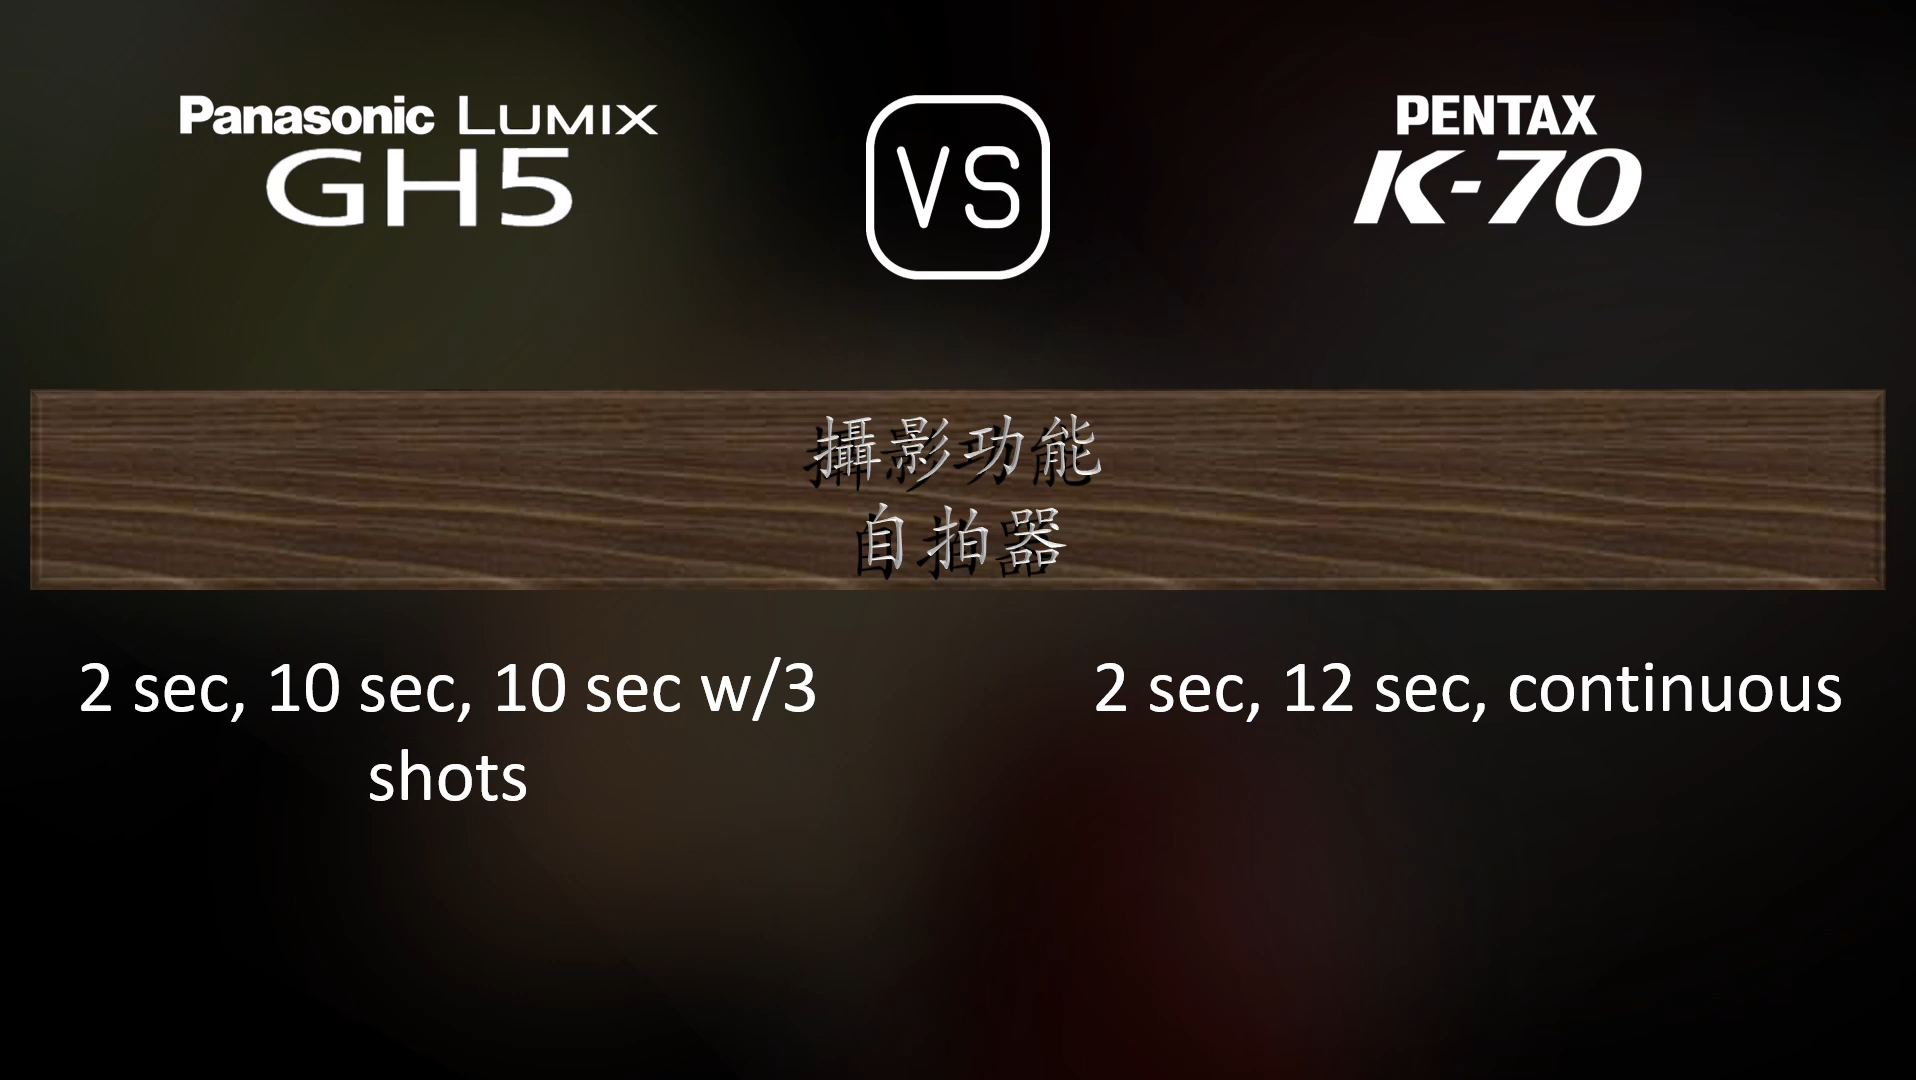 Panasonic LUMIX
GH5
VS
PENTAX
K-70
攝影功能
自拍器
2 sec, 10 sec, 10 sec w/3
shots
2 sec, 12 sec, continuous